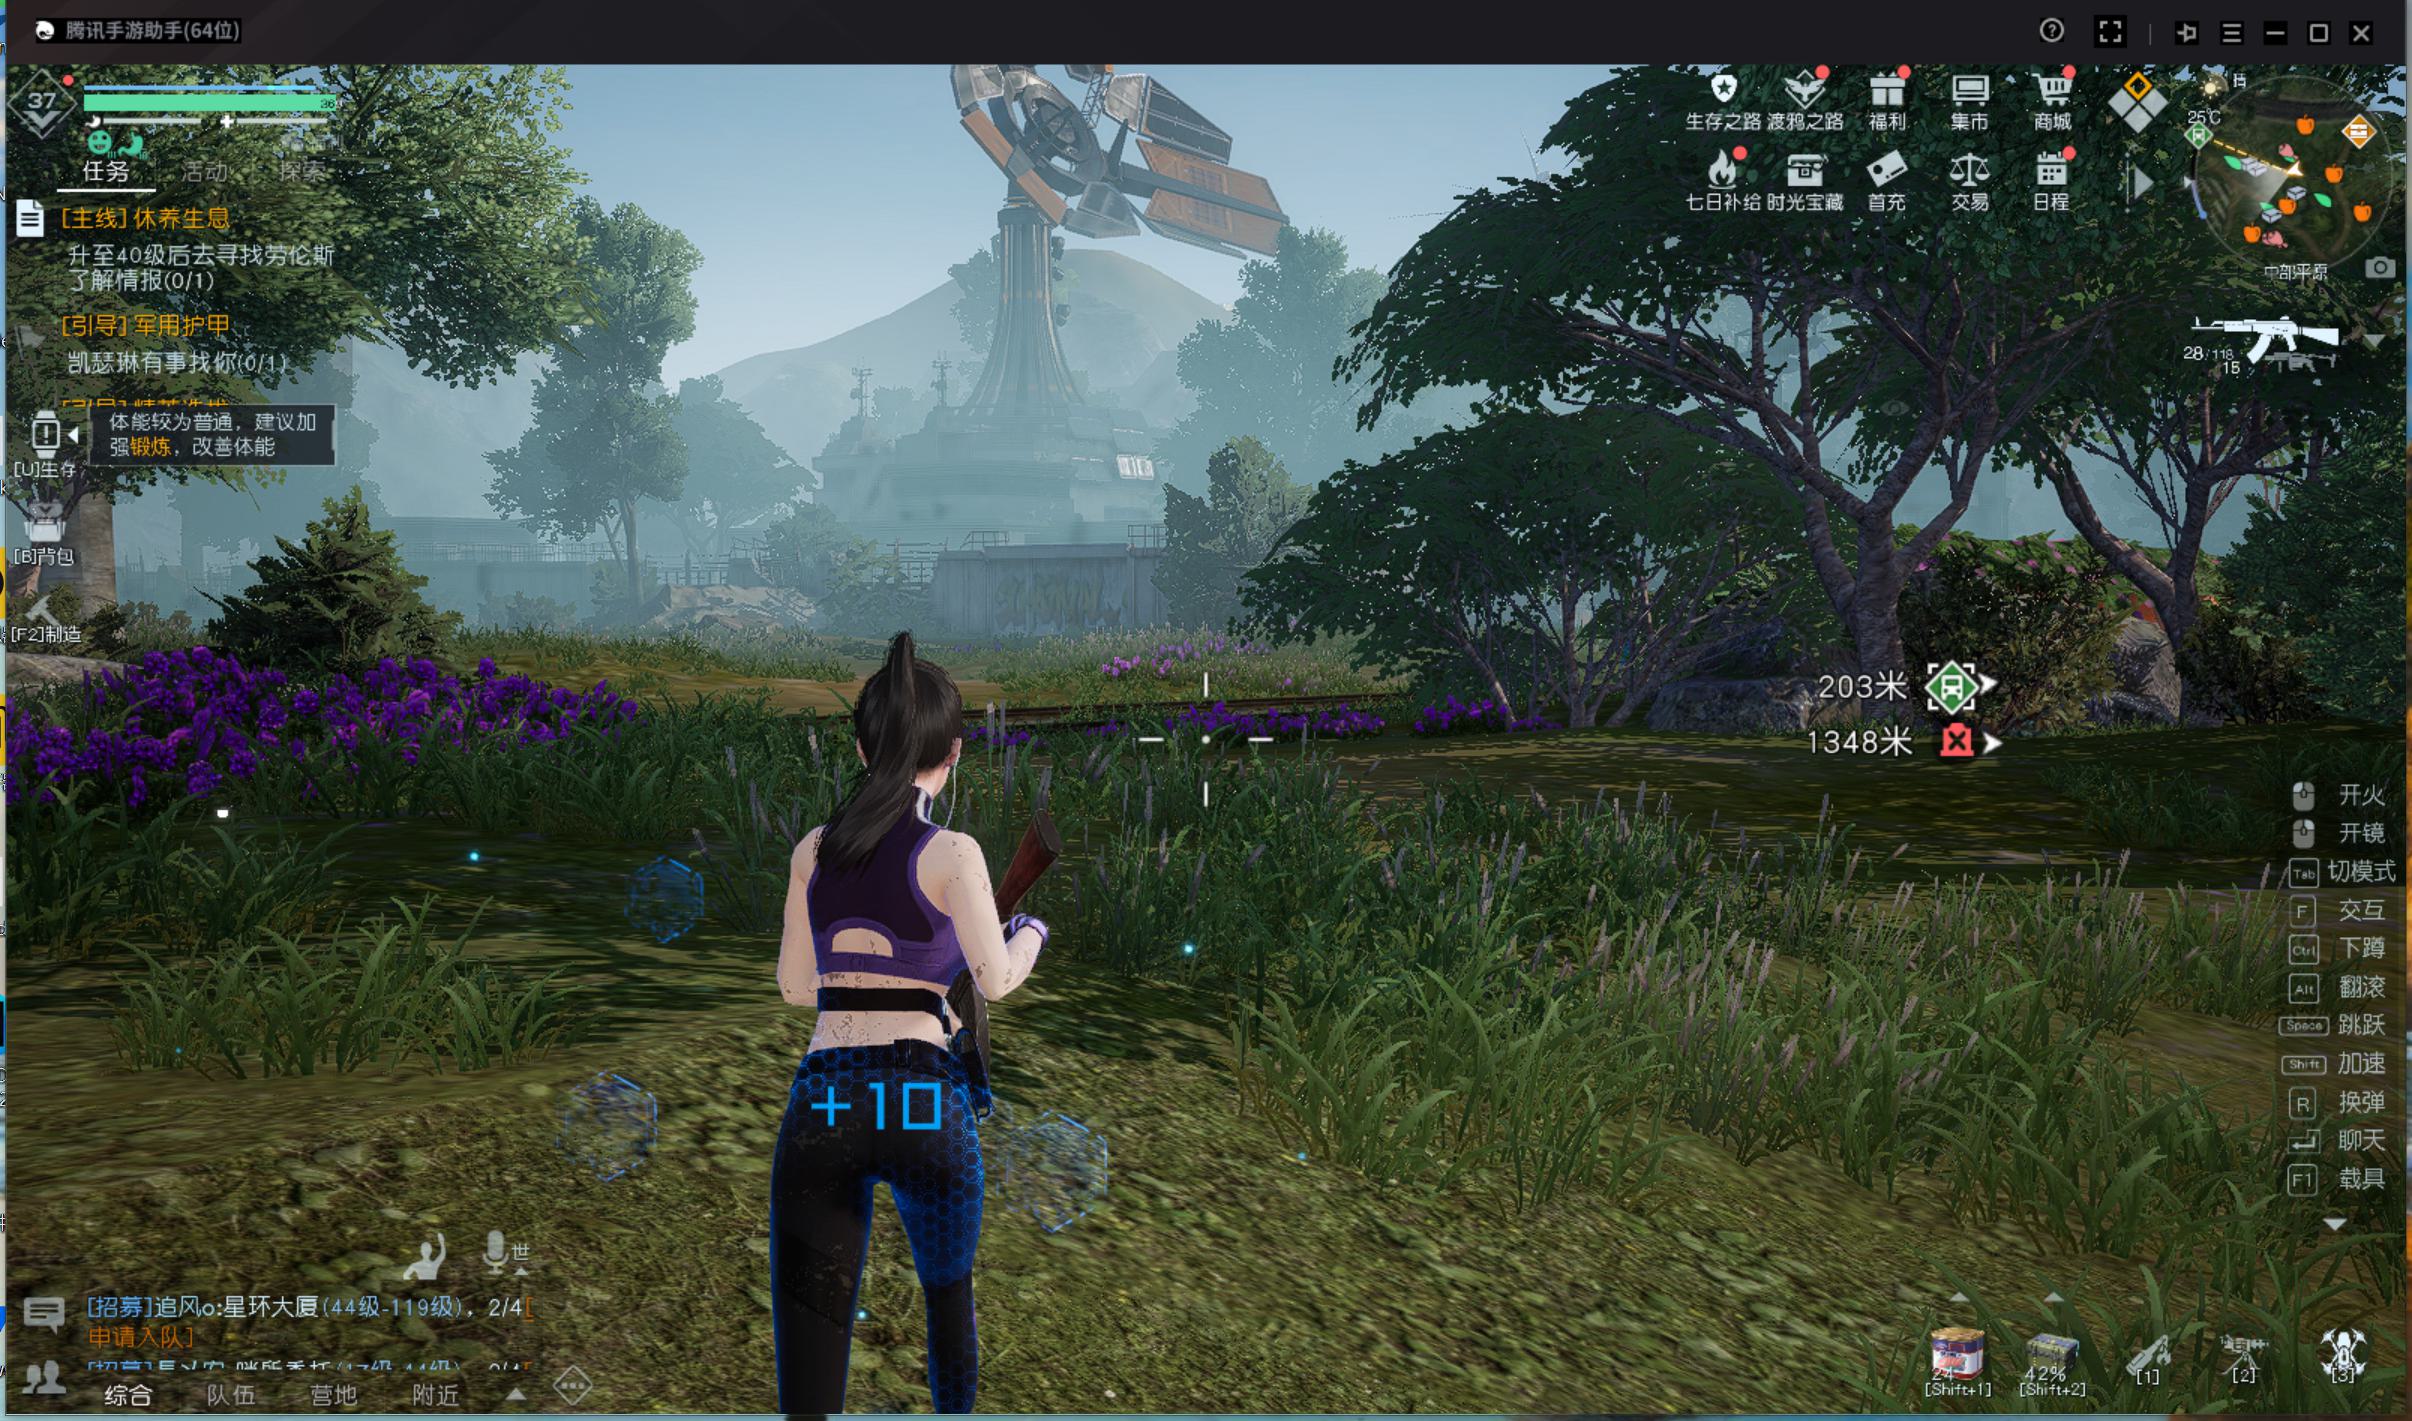 腾讯手游助手(64位)
37
36
任务 活动 探索
[主线] 休养生息
升至40级后去寻找劳伦斯
了解情报(0/1)
[引导] 军用护甲
凯瑟琳有事找你(0/1)
体能较为普通，建议加
强锻炼，改善体能
[U]生存
[B]背包
[F2]制造
生存之路 渡鸦之路 福利 集市 商城
七日补给 时光宝藏 首充 交易 日程
晴
25℃
中部平原
28/118
15
203米
1348米
开火
开镜
Tab 切模式
F 交互
Ctrl 下蹲
Alt 翻滚
Space 跳跃
Shift 加速
R 换弹
聊天
F1 载具
+10
世
[招募]追风o:星环大厦(44级-119级)，2/4[
申请入队]
综合 队伍 营地 附近
24 42%
[Shift+1] [Shift+2] [1] [2] [3]